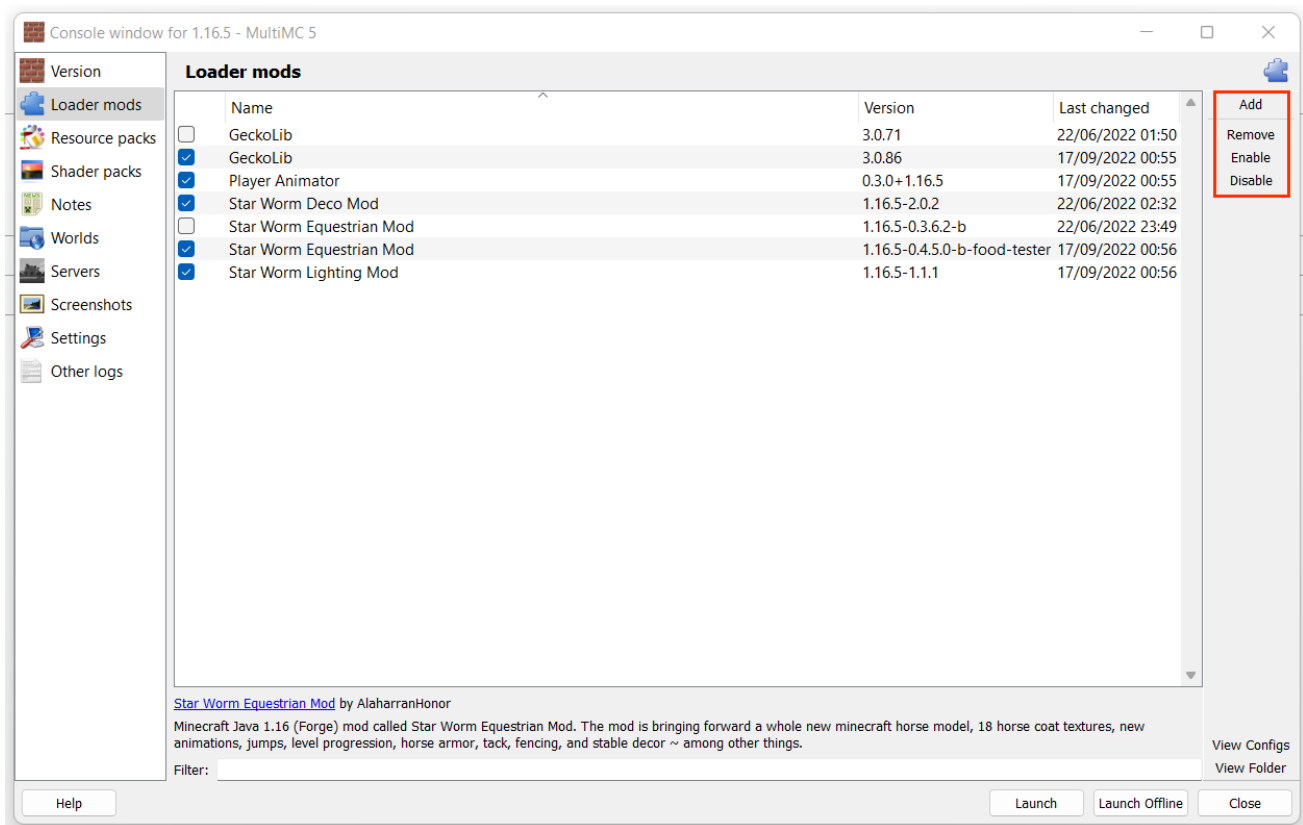 Console window for 1.16.5 - MultiMC 5
Version
Loader mods
Resource packs
Shader packs
Notes
Worlds
Servers
Screenshots
Settings
Other logs
Loader mods
Name Version Last changed
GeckoLib 3.0.71 22/06/2022 01:50
GeckoLib 3.0.86 17/09/2022 00:55
Player Animator 0.3.0+1.16.5 17/09/2022 00:55
Star Worm Deco Mod 1.16.5-2.0.2 22/06/2022 02:32
Star Worm Equestrian Mod 1.16.5-0.3.6.2-b 22/06/2022 23:49
Star Worm Equestrian Mod 1.16.5-0.4.5.0-b-food-tester 17/09/2022 00:56
Star Worm Lighting Mod 1.16.5-1.1.1 17/09/2022 00:56
Add
Remove
Enable
Disable
Star Worm Equestrian Mod by AlaharranHonor
Minecraft Java 1.16 (Forge) mod called Star Worm Equestrian Mod. The mod is bringing forward a whole new minecraft horse model, 18 horse coat textures, new
animations, jumps, level progression, horse armor, tack, fencing, and stable decor ~ among other things.
Filter:
View Configs
View Folder
Help Launch Launch Offline Close